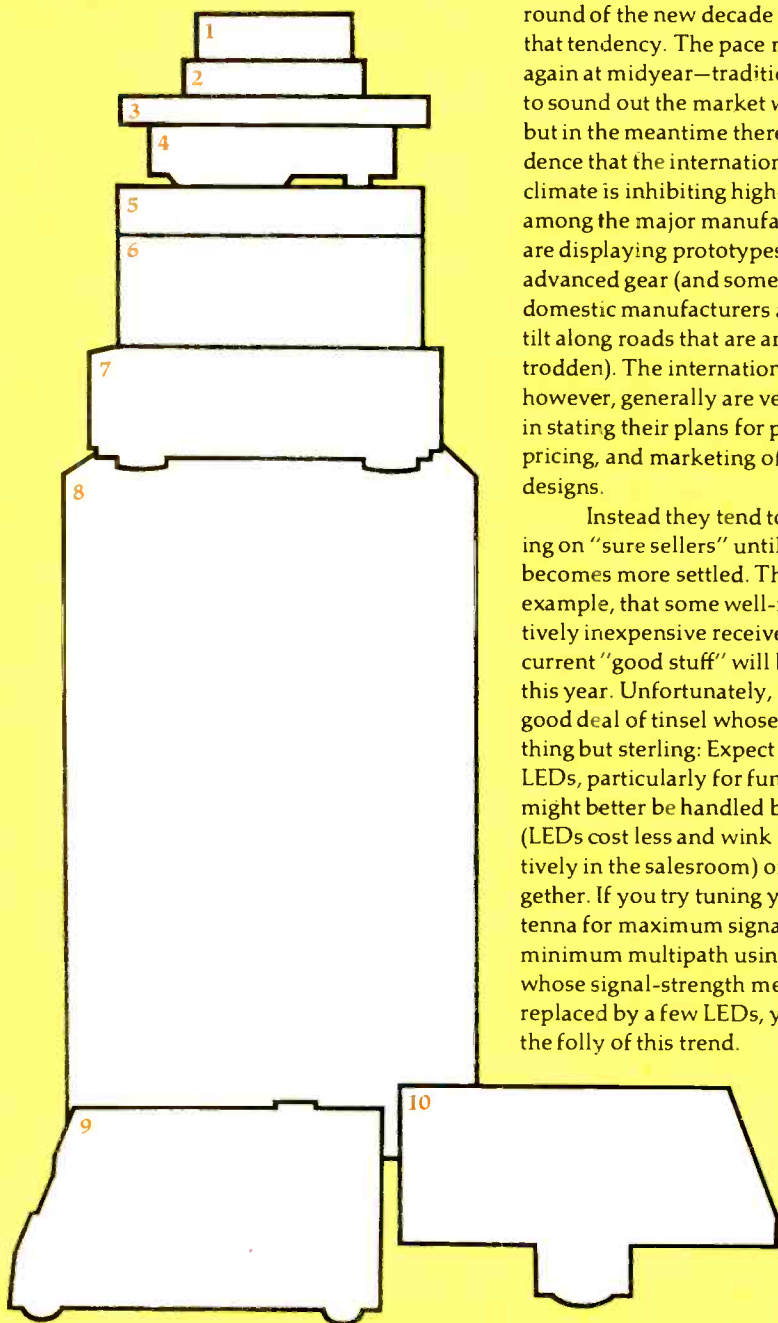 1
2
3
4
5
6
7
8
9
10
round of the new decade
that tendency. The pace
again at midyear—traditio
to sound out the market
but in the meantime there
dence that the internation
climate is inhibiting high
among the major manufa
are displaying prototypes
advanced gear (and some
domestic manufacturers a
tilt along roads that are ar
trodden). The internation
however, generally are ve
in stating their plans for p
pricing, and marketing of
designs.
Instead they tend to
ing on "sure sellers" until
becomes more settled. Th
example, that some well-
tively inexpensive receive
current "good stuff" will
this year. Unfortunately,
good deal of tinsel whose
thing but sterling: Expect
LEDs, particularly for fun
might better be handled b
(LEDs cost less and wink
tively in the salesroom) o
gether. If you try tuning y
tenna for maximum signa
minimum multipath usin
whose signal-strength me
replaced by a few LEDs, y
the folly of this trend.